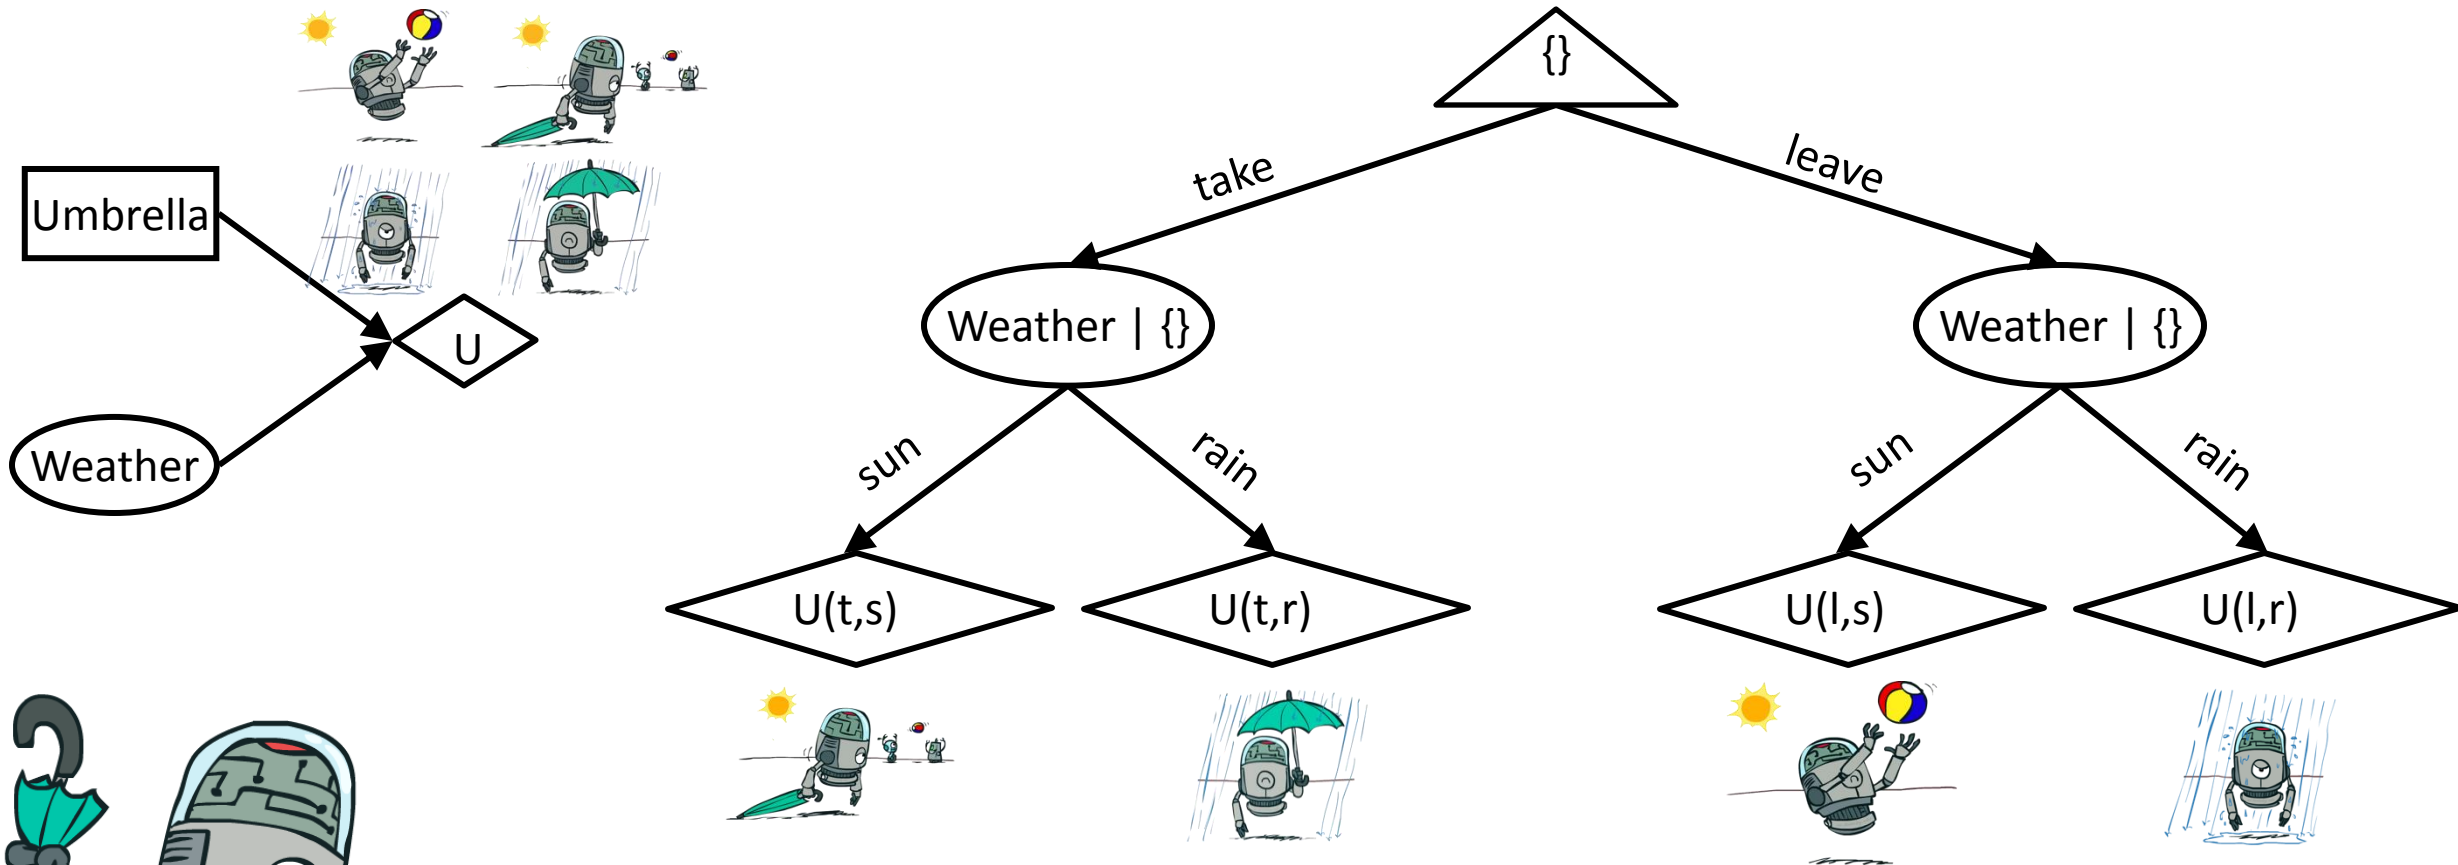 {}
take
leave
Umbrella
U
Weather
Weather | {}
Weather | {}
sun
rain
sun
rain
U(t,s)
U(t,r)
U(l,s)
U(l,r)